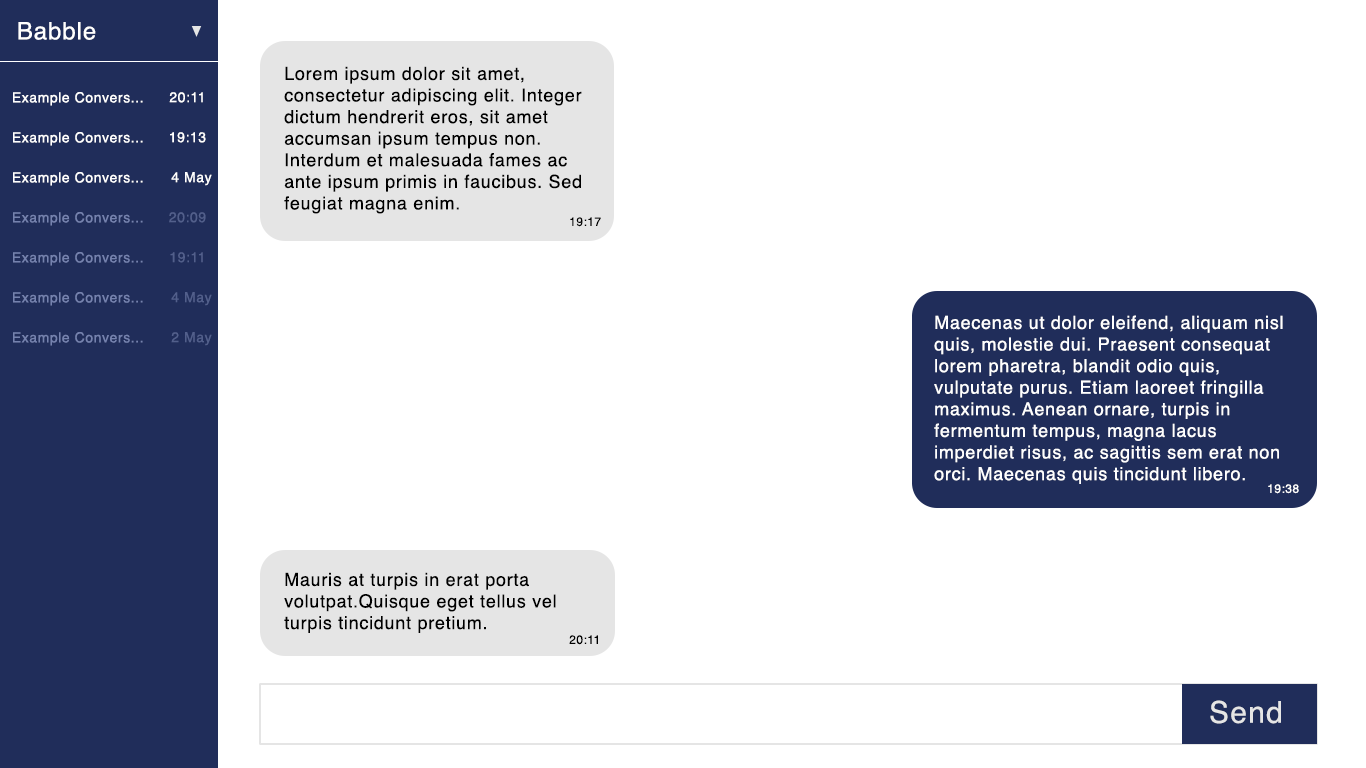 Babble ▼
Example Convers... 20:11
Example Convers... 19:13
Example Convers... 4 May
Example Convers... 20:09
Example Convers... 19:11
Example Convers... 4 May
Example Convers... 2 May
Lorem ipsum dolor sit amet,
consectetur adipiscing elit. Integer
dictum hendrerit eros, sit amet
accumsan ipsum tempus non.
Interdum et malesuada fames ac
ante ipsum primis in faucibus. Sed
feugiat magna enim.
19:17
Maecenas ut dolor eleifend, aliquam nisl
quis, molestie dui. Praesent consequat
lorem pharetra, blandit odio quis,
vulputate purus. Etiam laoreet fringilla
maximus. Aenean ornare, turpis in
fermentum tempus, magna lacus
imperdiet risus, ac sagittis sem erat non
orci. Maecenas quis tincidunt libero.
19:38
Mauris at turpis in erat porta
volutpat.Quisque eget tellus vel
turpis tincidunt pretium.
20:11
Send